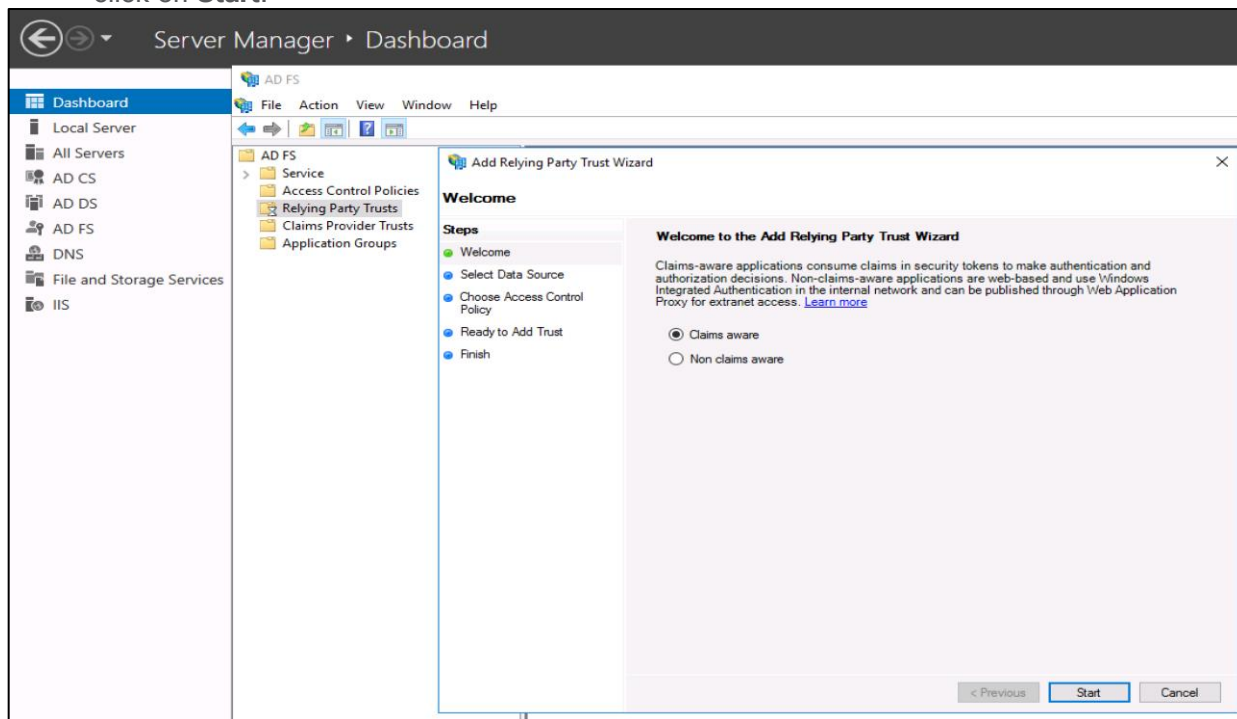 click on Start.
Server Manager ‣ Dashboard
Dashboard
Local Server
All Servers
AD CS
AD DS
AD FS
DNS
File and Storage Services
IIS
AD FS
File Action View Window Help
AD FS
Service
Access Control Policies
Relying Party Trusts
Claims Provider Trusts
Application Groups
Add Relying Party Trust Wizard
Welcome
Steps
Welcome
Select Data Source
Choose Access Control
Policy
Ready to Add Trust
Finish
Welcome to the Add Relying Party Trust Wizard
Claims-aware applications consume claims in security tokens to make authentication and
authorization decisions. Non-claims-aware applications are web-based and use Windows
Integrated Authentication in the internal network and can be published through Web Application
Proxy for extranet access. Learn more
Claims aware
Non claims aware
< Previous Start Cancel